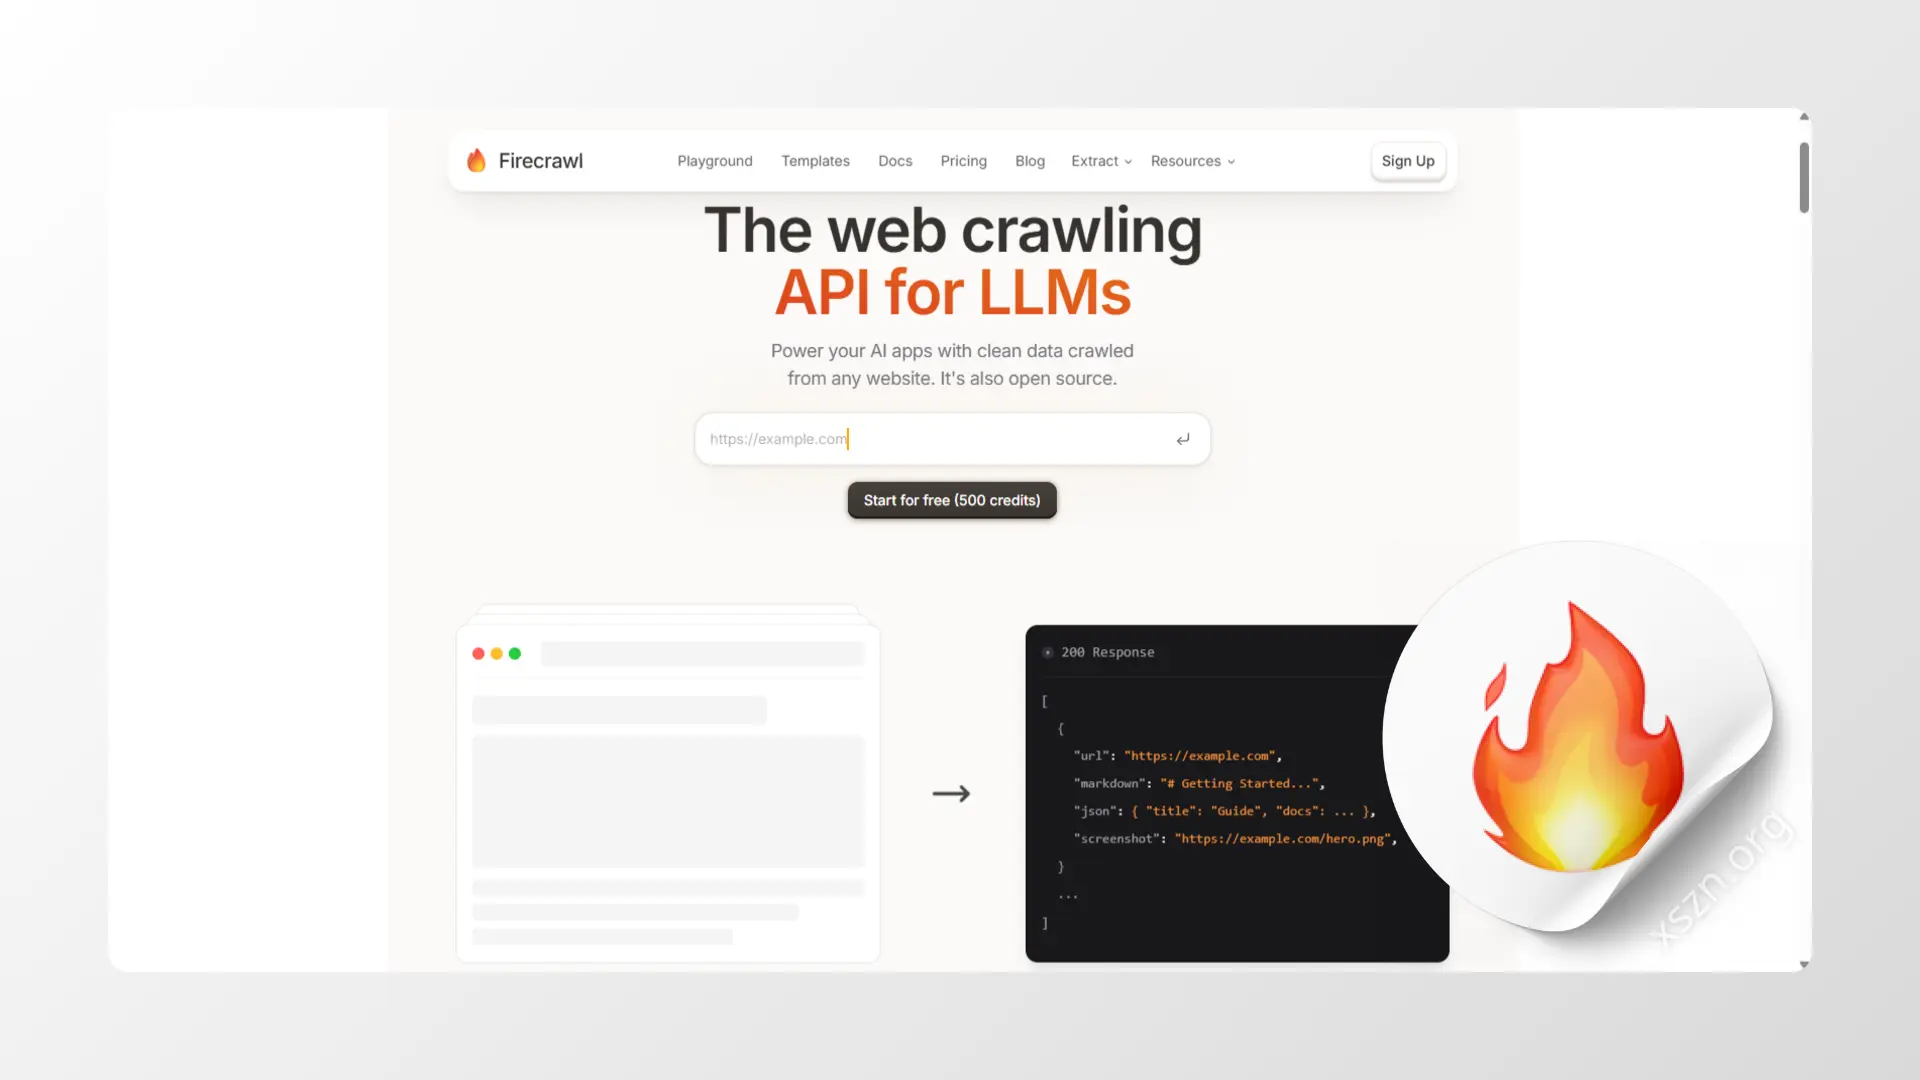 Firecrawl
Playground
Templates
Docs
Pricing
Blog
Extract
Resources
Sign Up
The web crawling
API for LLMs
Power your AI apps with clean data crawled
from any website. It's also open source.
https://example.com
Start for free (500 credits)
200 Response
[
{
"url": "https://example.com",
"markdown": "# Getting Started...",
"json": { "title": "Guide", "docs": ... },
"screenshot": "https://example.com/hero.png",
}
...
]
xszn.org